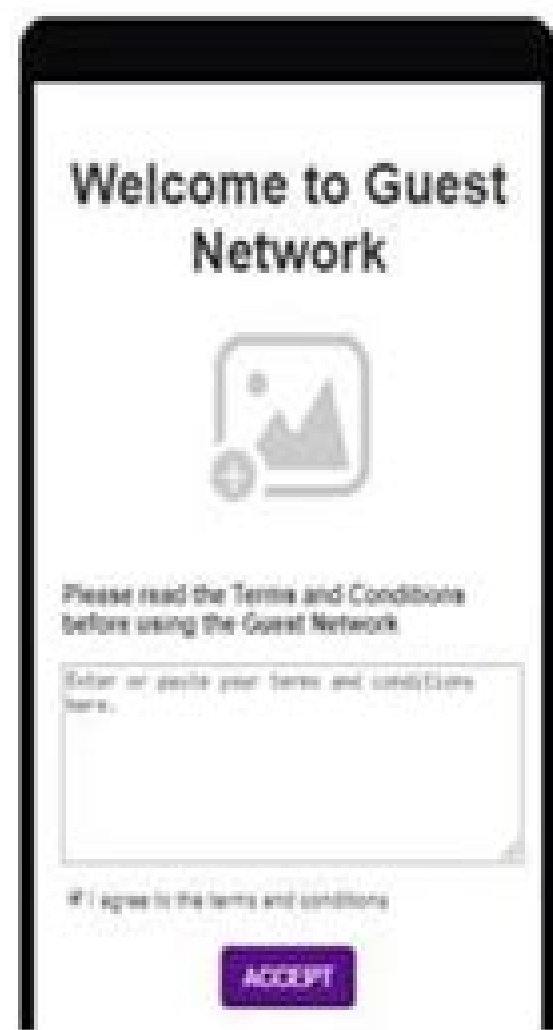 Welcome to Guest
Network
Please read the Terms and Conditions
before using the Guest Network
Enter or paste your terms and conditions
here.
I agree to the terms and conditions
ACCEPT